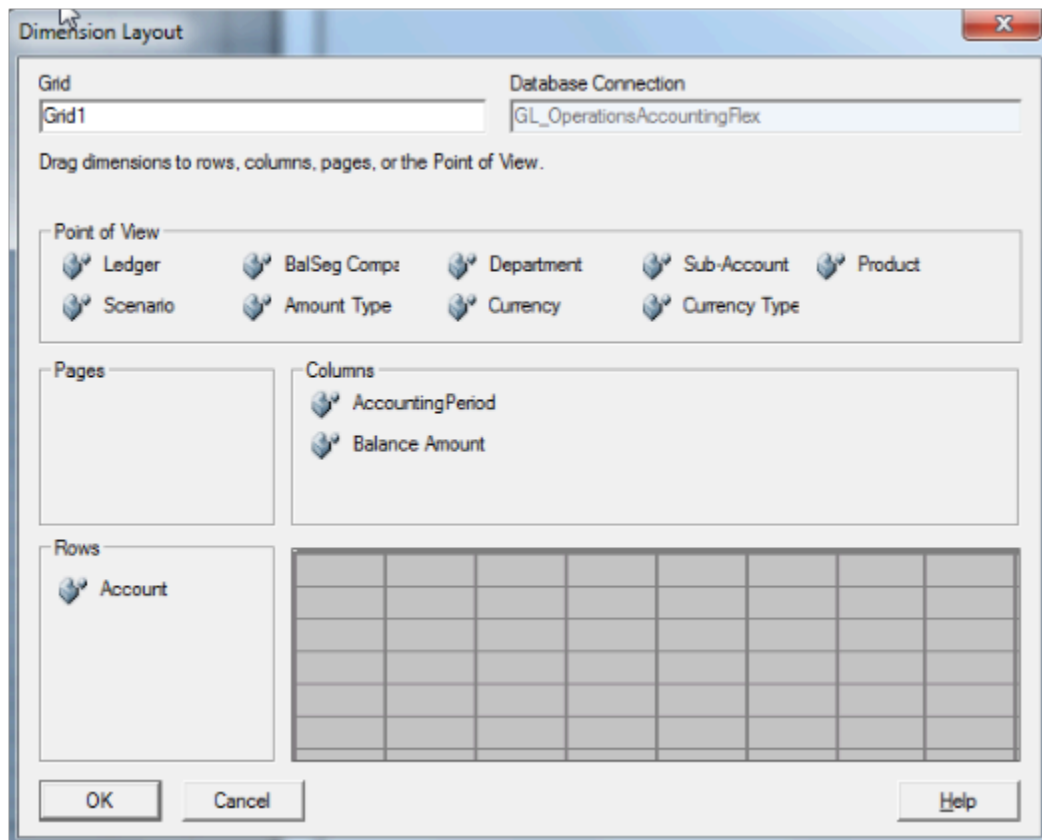 Dimension Layout
Grid Database Connection
Grid1 GL_OperationsAccountingFlex
Drag dimensions to rows, columns, pages, or the Point of View.
Point of View
Ledger BalSeg Compa Department Sub-Account Product
Scenario Amount Type Currency Currency Type
Pages Columns
AccountingPeriod
Balance Amount
Rows
Account
OK Cancel Help